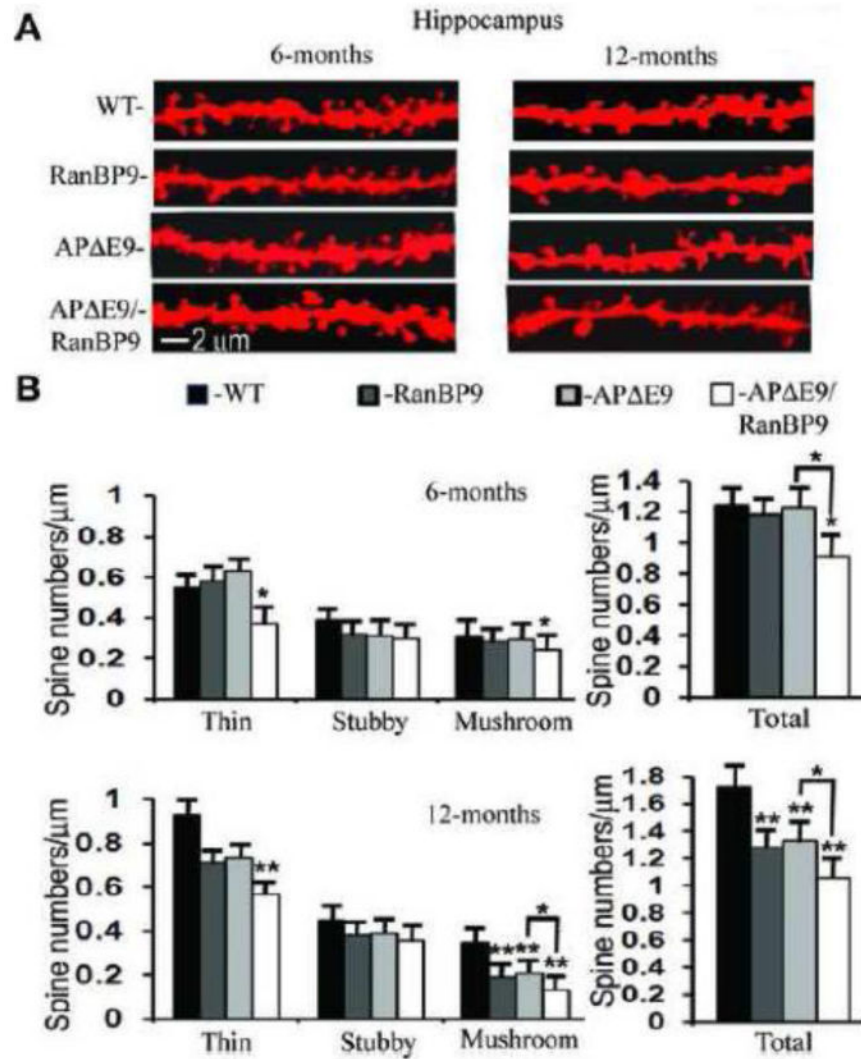 A
Hippocampus
6-months 12-months
WT-
RanBP9-
APΔE9-
APΔE9/-
RanBP9
2 μm
B
-WT -RanBP9 -APΔE9 -APΔE9/
RanBP9
6-months
Spine numbers/μm
1
0.8
0.6
0.4
0.2
0
* *
Thin Stubby Mushroom
Spine numbers/μm
1.4
1.2
1
0.8
0.6
0.4
0.2
0
*
*
Total
12-months
Spine numbers/μm
1
0.8
0.6
0.4
0.2
0
*
** ** ** **
Thin Stubby Mushroom
Spine numbers/μm
1.8
1.6
1.4
1.2
1
0.8
0.6
0.4
0.2
0
*
** ** **
Total